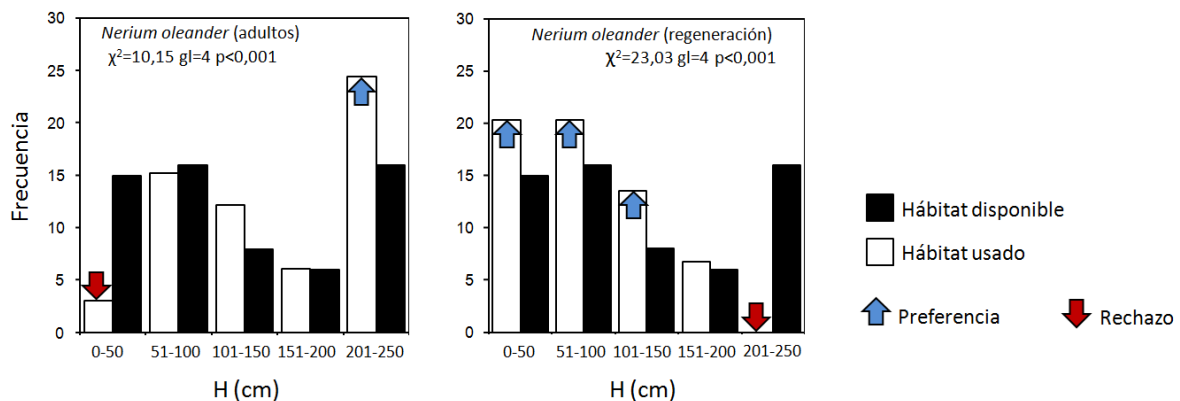 Nerium oleander (adultos)
χ²=10,15 gl=4 p<0,001
Frecuencia
30
25
20
15
10
5
0
0-50 51-100 101-150 151-200 201-250
H (cm)
Nerium oleander (regeneración)
χ²=23,03 gl=4 p<0,001
30
25
20
15
10
5
0
0-50 51-100 101-150 151-200 201-250
H (cm)
Hábitat disponible
Hábitat usado
Preferencia Rechazo